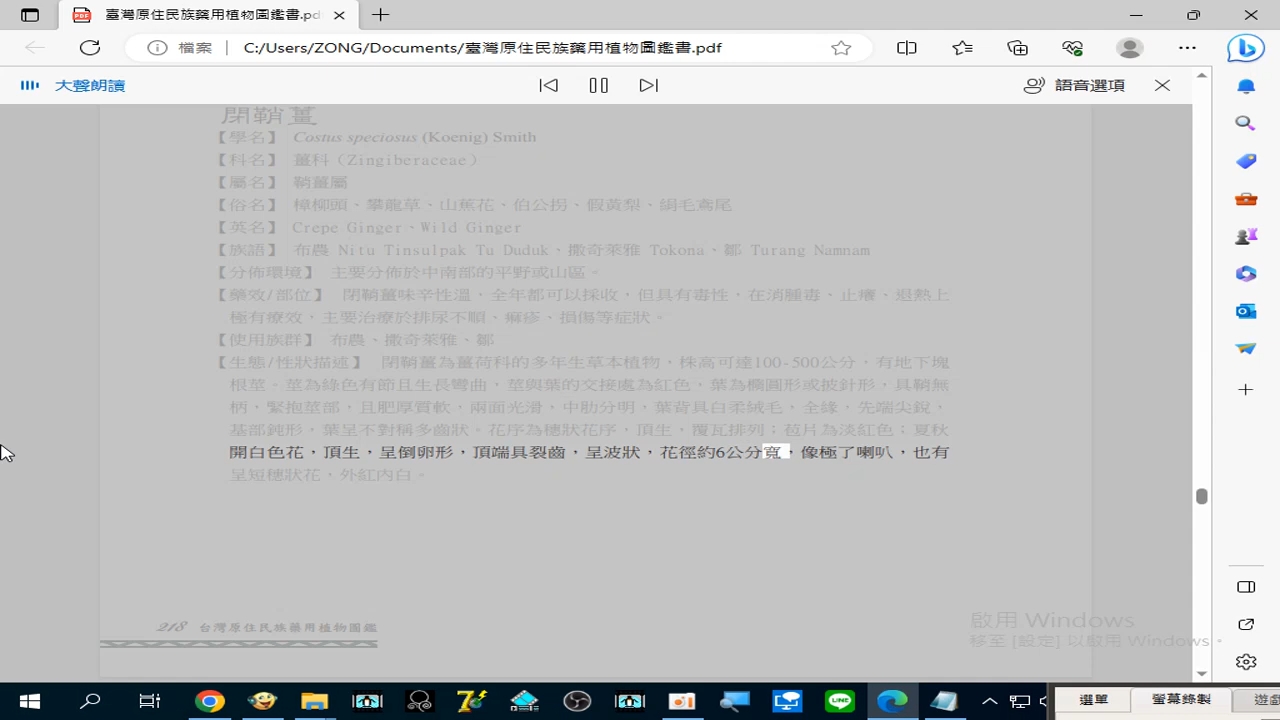 臺灣原住民族藥用植物圖鑑書.pdf
檔案
C:/Users/ZONG/Documents/臺灣原住民族藥用植物圖鑑書.pdf
大聲朗讀
語音選項
閉鞘薑
【學名】 Costus speciosus (Koenig) Smith
【科名】 薑科（Zingiberaceae）
【屬名】 鞘薑屬
【俗名】 樟柳頭、攀龍草、山蕉花、伯公拐、假黃梨、絹毛鳶尾
【英名】 Crepe Ginger、Wild Ginger
【族語】 布農 Nitu Tinsulpak Tu Duduk、撒奇萊雅 Tokona、鄒 Turang Namnam
【分佈環境】 主要分佈於中南部的平野或山區。
【藥效/部位】 閉鞘薑味辛性溫，全年都可以採收，但具有毒性，在消腫毒、止癢、退熱上
極有療效，主要治療於排尿不順、痲疹、損傷等症狀。
【使用族群】 布農、撒奇萊雅、鄒
【生態/性狀描述】 閉鞘薑為薑荷科的多年生草本植物，株高可達100-500公分，有地下塊
根莖。莖為綠色有節且生長彎曲，莖與葉的交接處為紅色，葉為橢圓形或披針形，具鞘無
柄，緊抱莖部，且肥厚質軟，兩面光滑，中肋分明，葉背具白柔絨毛，全緣，先端尖銳，
基部鈍形，葉呈不對稱多齒狀。花序為穗狀花序，頂生，覆瓦排列；苞片為淡紅色；夏秋
開白色花，頂生，呈倒卵形，頂端具裂齒，呈波狀，花徑約6公分寬，像極了喇叭，也有
呈短穗狀花，外紅內白。
218 台灣原住民族藥用植物圖鑑
啟用 Windows
移至 [設定] 以啟用 Windows。
選單
螢幕錄製